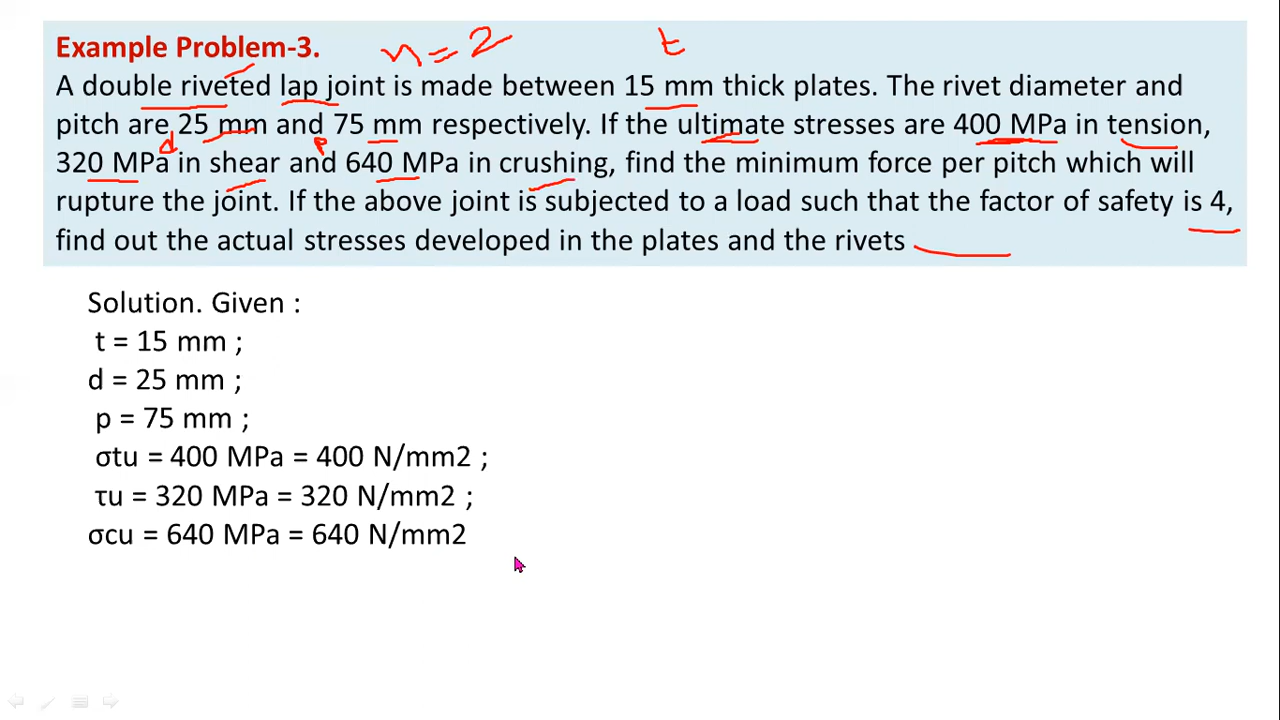 Example Problem-3. n=2 t
A double riveted lap joint is made between 15 mm thick plates. The rivet diameter and
pitch are 25 mm and 75 mm respectively. If the ultimate stresses are 400 MPa in tension,
d p
320 MPa in shear and 640 MPa in crushing, find the minimum force per pitch which will
rupture the joint. If the above joint is subjected to a load such that the factor of safety is 4,
find out the actual stresses developed in the plates and the rivets
Solution. Given :
t = 15 mm ;
d = 25 mm ;
p = 75 mm ;
σtu = 400 MPa = 400 N/mm2 ;
τu = 320 MPa = 320 N/mm2 ;
σcu = 640 MPa = 640 N/mm2